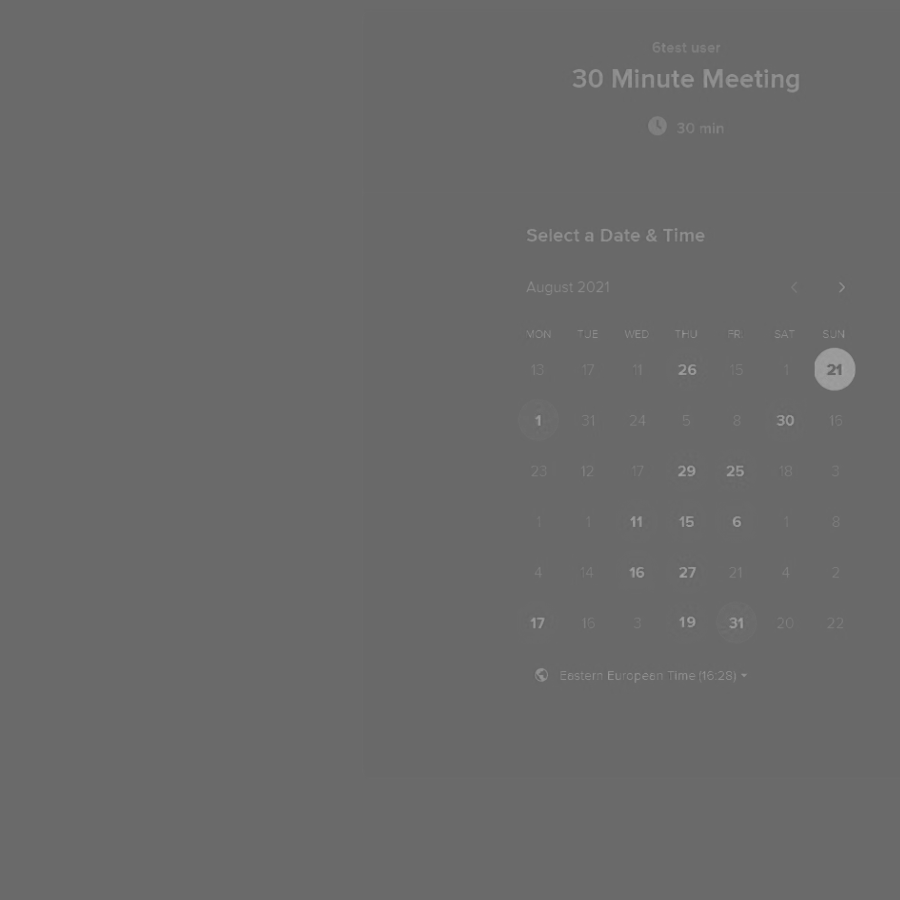 6test user
30 Minute Meeting
30 min
Select a Date & Time
August 2021
MON TUE WED THU FR SAT SUN
13 17 11 26 15 1 21
1 31 24 5 8 30 16
23 12 17 29 25 18 3
1 1 11 15 6 1 8
4 14 16 27 21 4 2
17 3 19 31 22
Eastern European Time (16:28)